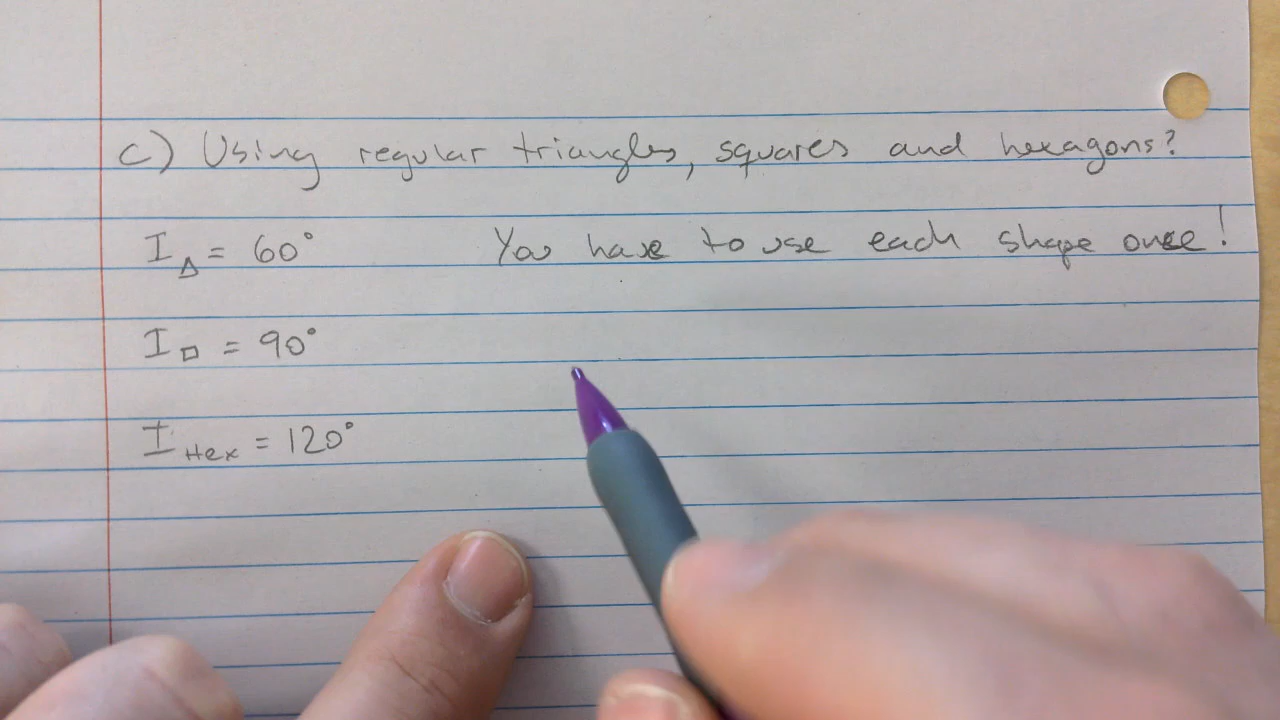 c) Using regular triangles, squares and hexagons?
I△ = 60° You have to use each shape once!
I□ = 90°
IHex = 120°